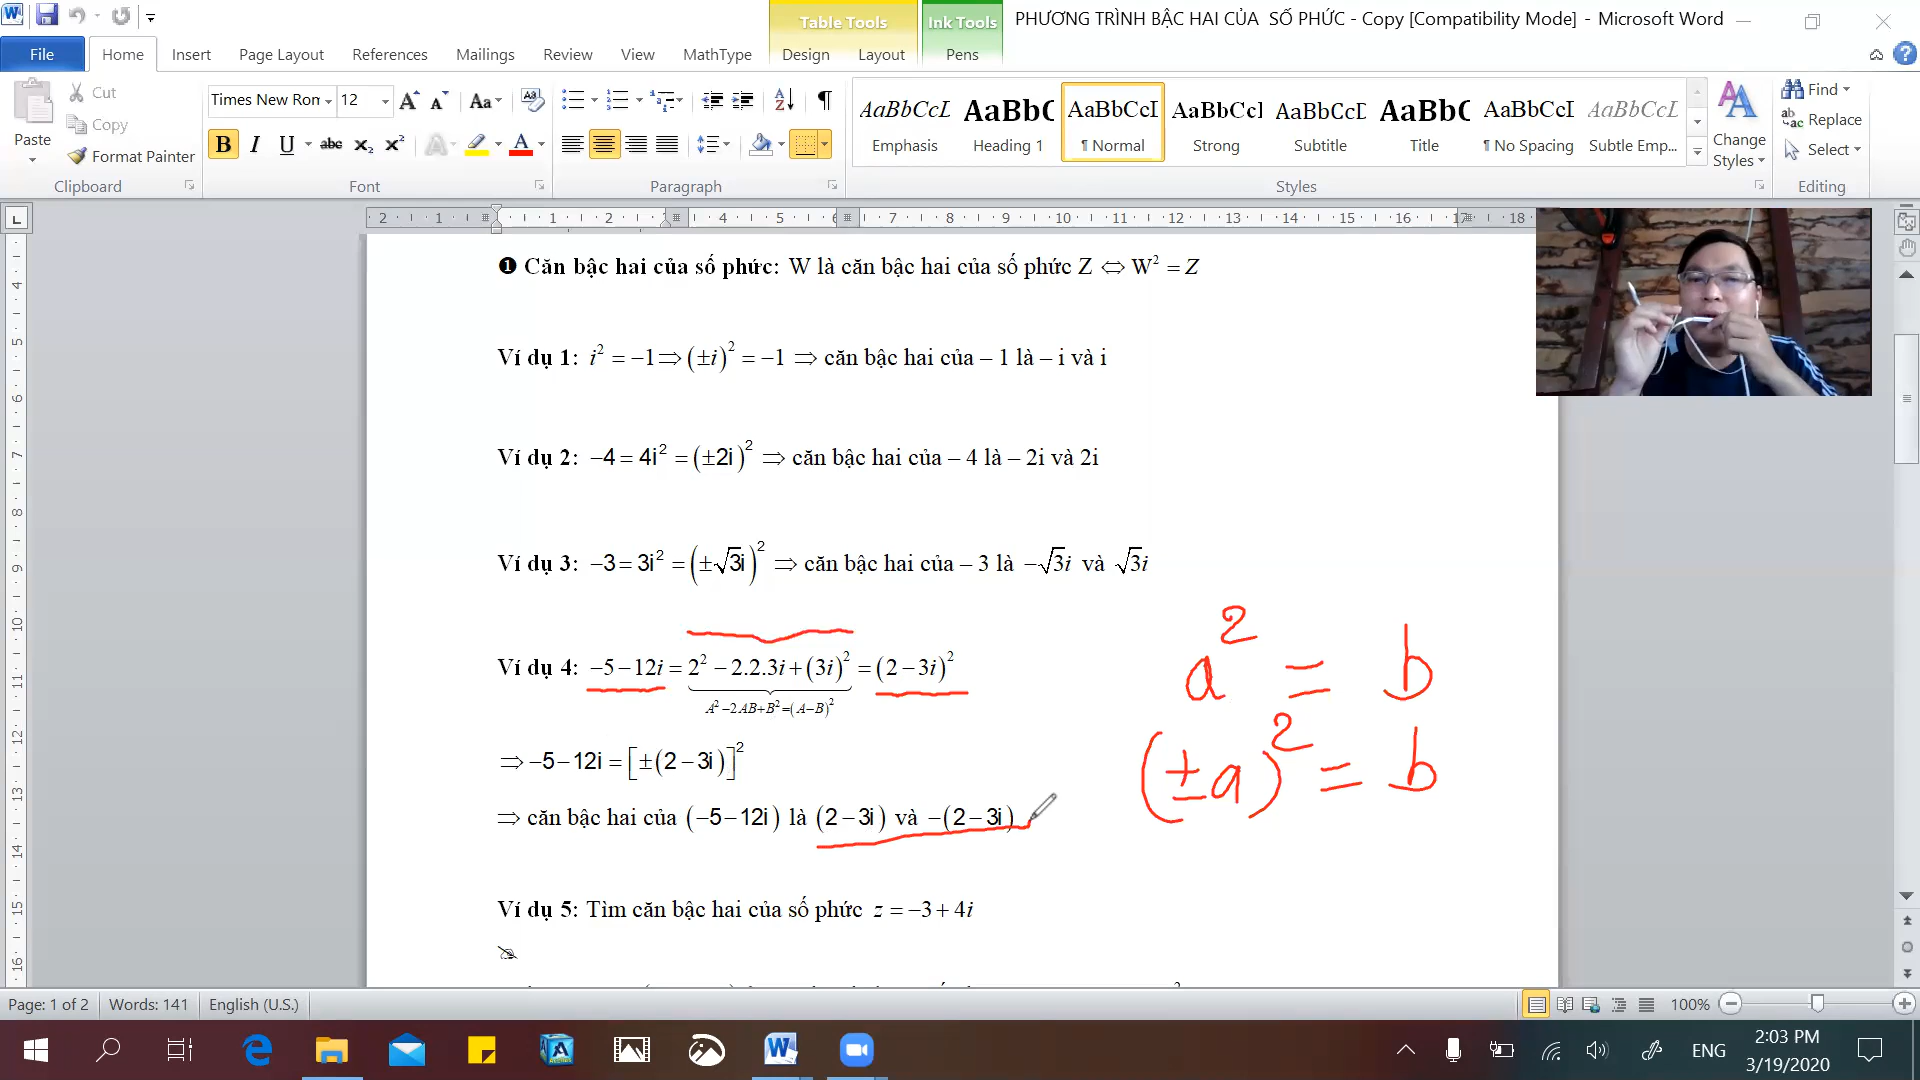 Table Tools
Ink Tools
PHƯƠNG TRÌNH BẬC HAI CỦA  SỐ PHỨC - Copy [Compatibility Mode] - Microsoft Word
File
Home
Insert
Page Layout
References
Mailings
Review
View
MathType
Design
Layout
Pens
Paste
Cut
Copy
Format Painter
Clipboard
Times New Rom
12
Font
Paragraph
AaBbCcL Emphasis
AaBbC Heading 1
AaBbCcI ¶ Normal
AaBbCcI Strong
AaBbCcD Subtitle
AaBbCc Title
AaBbCcI ¶ No Spacing
AaBbCcL Subtle Emp...
Change Styles
Styles
Find
Replace
Select
Editing
❶ Căn bậc hai của số phức: W là căn bậc hai của số phức Z ⇔ W² = Z
Ví dụ 1: i² = −1 ⇒ (±i)² = −1 ⇒ căn bậc hai của – 1 là – i và i
Ví dụ 2: −4 = 4i² = (±2i)² ⇒ căn bậc hai của – 4 là – 2i và 2i
Ví dụ 3: −3 = 3i² = (±√3i)² ⇒ căn bậc hai của – 3 là −√3i và √3i
Ví dụ 4: −5 − 12i = 2² − 2.2.3i + (3i)² = (2 − 3i)²
A² − 2AB + B² = (A − B)²
⇒ −5 − 12i = [±(2 − 3i)]²
⇒ căn bậc hai của (−5 − 12i) là (2 − 3i) và −(2 − 3i)
a² = b
(±a)² = b
Ví dụ 5: Tìm căn bậc hai của số phức z = −3 + 4i
Page: 1 of 2
Words: 141
English (U.S.)
100%
ENG
2:03 PM
3/19/2020